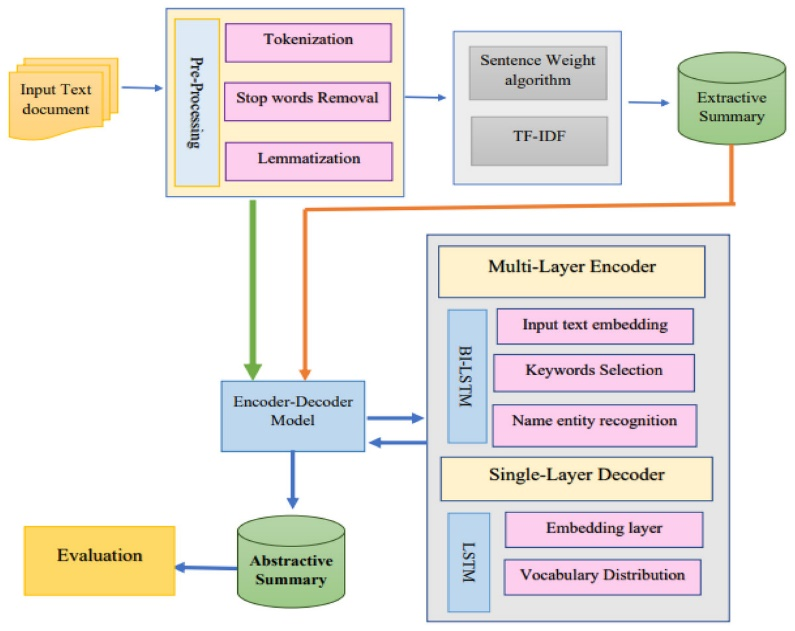 Input Text
document
Pre-Processing
Tokenization
Stop words Removal
Lemmatization
Sentence Weight
algorithm
TF-IDF
Extractive
Summary
Multi-Layer Encoder
BI-LSTM
Input text embedding
Keywords Selection
Name entity recognition
Encoder-Decoder
Model
Single-Layer Decoder
LSTM
Embedding layer
Vocabulary Distribution
Abstractive
Summary
Evaluation